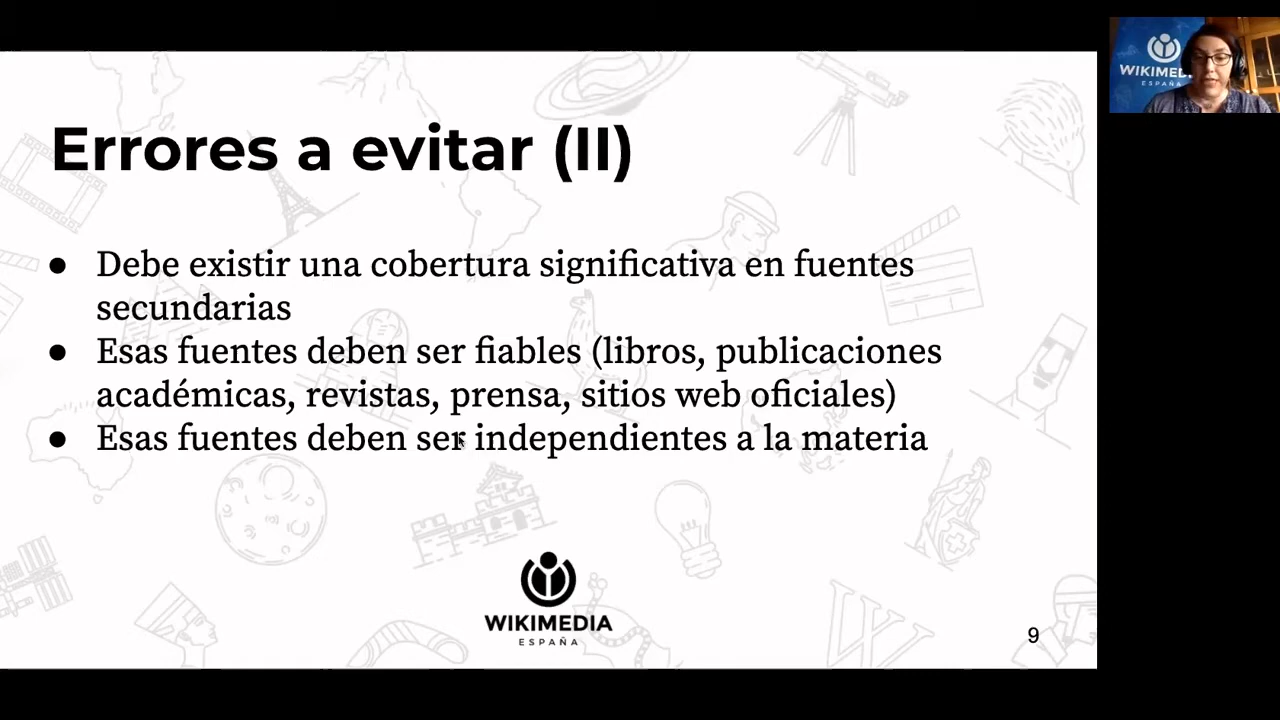 Errores a evitar (II)
● Debe existir una cobertura significativa en fuentes
secundarias
● Esas fuentes deben ser fiables (libros, publicaciones
académicas, revistas, prensa, sitios web oficiales)
● Esas fuentes deben ser independientes a la materia
WIKIMEDIA
ESPAÑA
9
WIKIMEDI
ESPAÑA